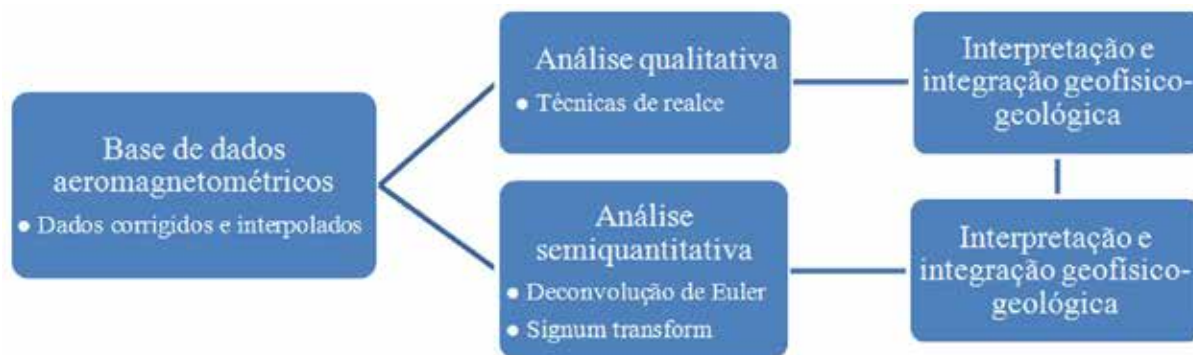 Base de dados
aeromagnetométricos
● Dados corrigidos e interpolados
Análise qualitativa
● Técnicas de realce
Análise
semiquantitativa
● Deconvolução de Euler
● Signum transform
Interpretação e
integração geofísico-
geológica
Interpretação e
integração geofísico-
geológica